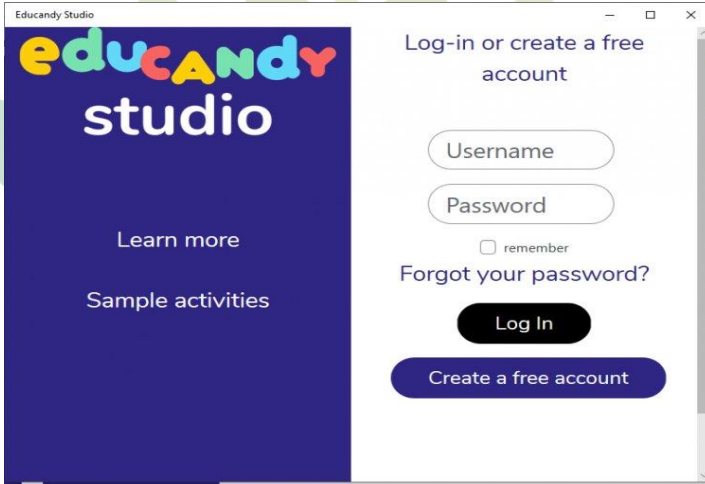 Educandy Studio
educandy
studio
Learn more
Sample activities
Log-in or create a free
account
Username
Password
remember
Forgot your password?
Log In
Create a free account